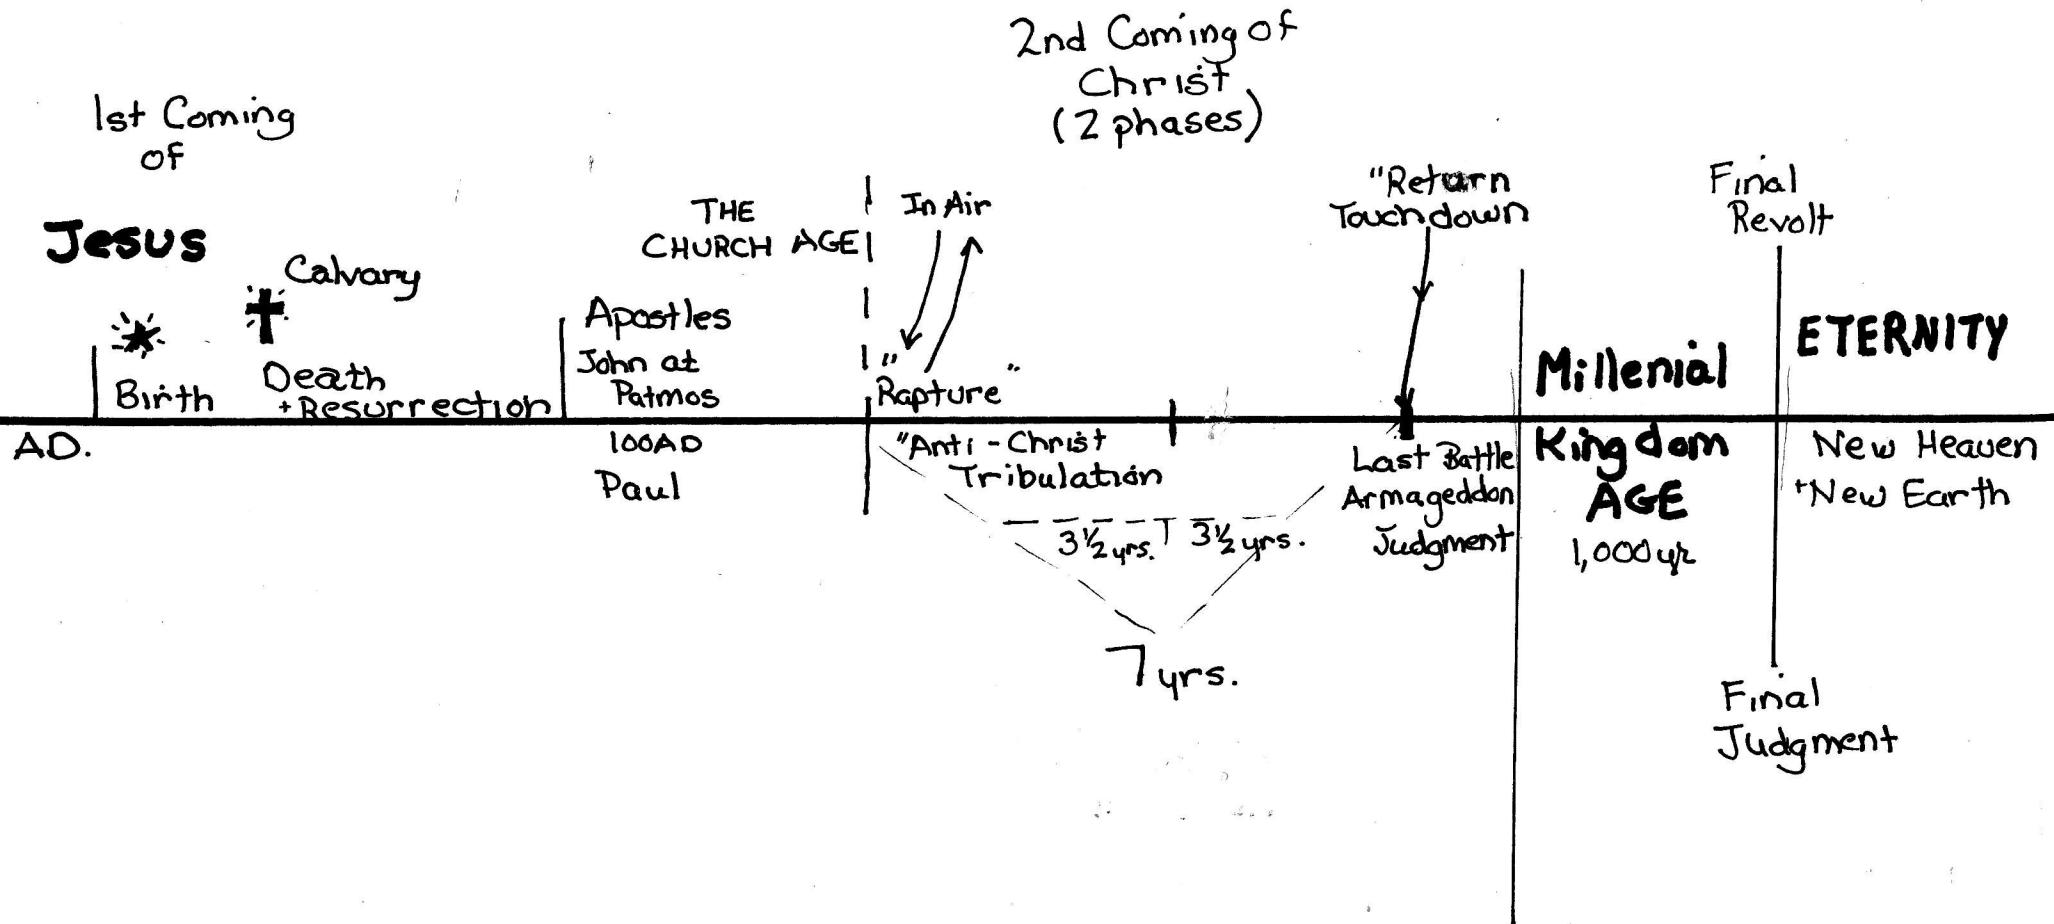 2nd Coming of
Christ
(2 phases)
1st Coming
of
Jesus
Calvary
Birth
Death
+ Resurrection
Apostles
John at
Patmos
THE
CHURCH AGE
In Air
"Rapture"
"Return
Touchdown
Final
Revolt
ETERNITY
Millenial
AD.
100AD
Paul
"Anti-Christ
Tribulation
3½ yrs. 3½ yrs.
7 yrs.
Last Battle
Armageddon
Judgment
Kingdom
AGE
1,000 yr
New Heaven
+New Earth
Final
Judgment